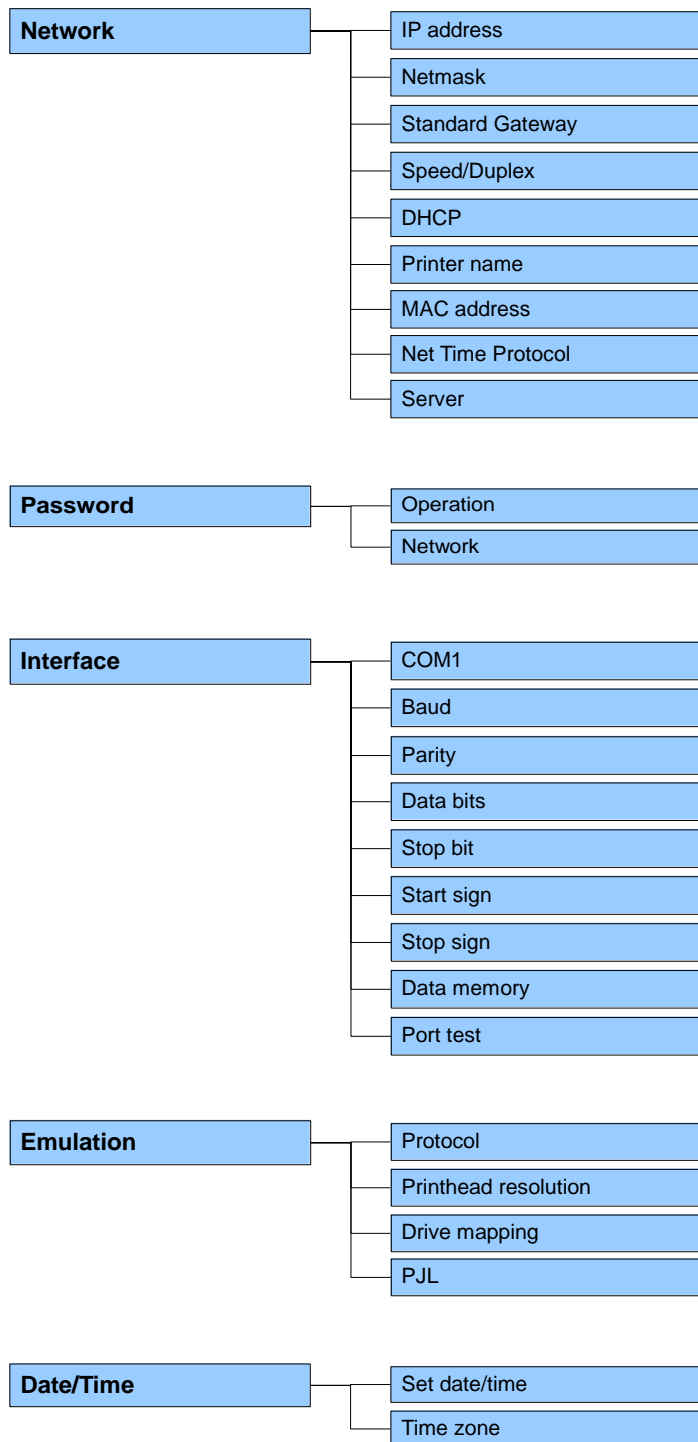 Network
IP address
Netmask
Standard Gateway
Speed/Duplex
DHCP
Printer name
MAC address
Net Time Protocol
Server
Password
Operation
Network
Interface
COM1
Baud
Parity
Data bits
Stop bit
Start sign
Stop sign
Data memory
Port test
Emulation
Protocol
Printhead resolution
Drive mapping
PJL
Date/Time
Set date/time
Time zone